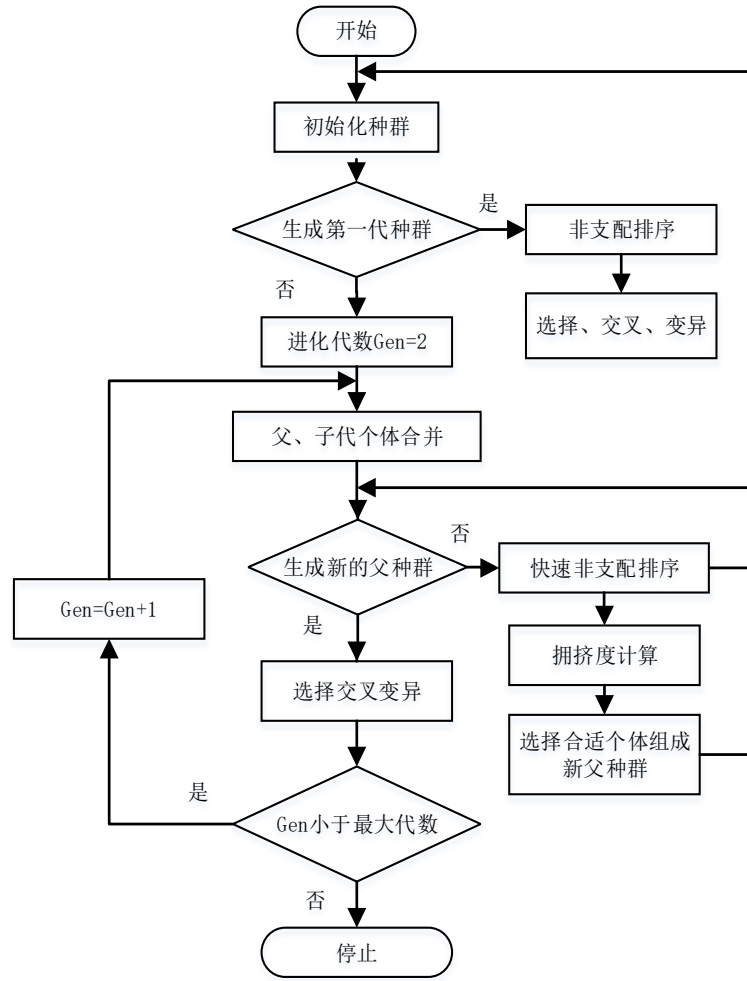 开始
初始化种群
生成第一代种群
是
非支配排序
选择、交叉、变异
否
进化代数Gen=2
父、子代个体合并
生成新的父种群
否
快速非支配排序
Gen=Gen+1
是
拥挤度计算
选择交叉变异
选择合适个体组成
新父种群
是
Gen小于最大代数
否
停止